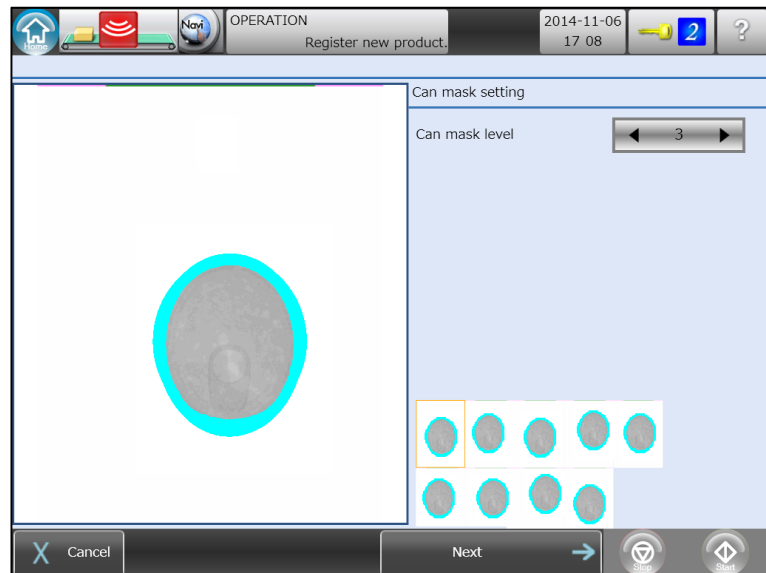 Home
Navi
OPERATION
Register new product.
2014-11-06
17 08
2
?
Can mask setting
Can mask level
3
X Cancel
Next
Stop
Start